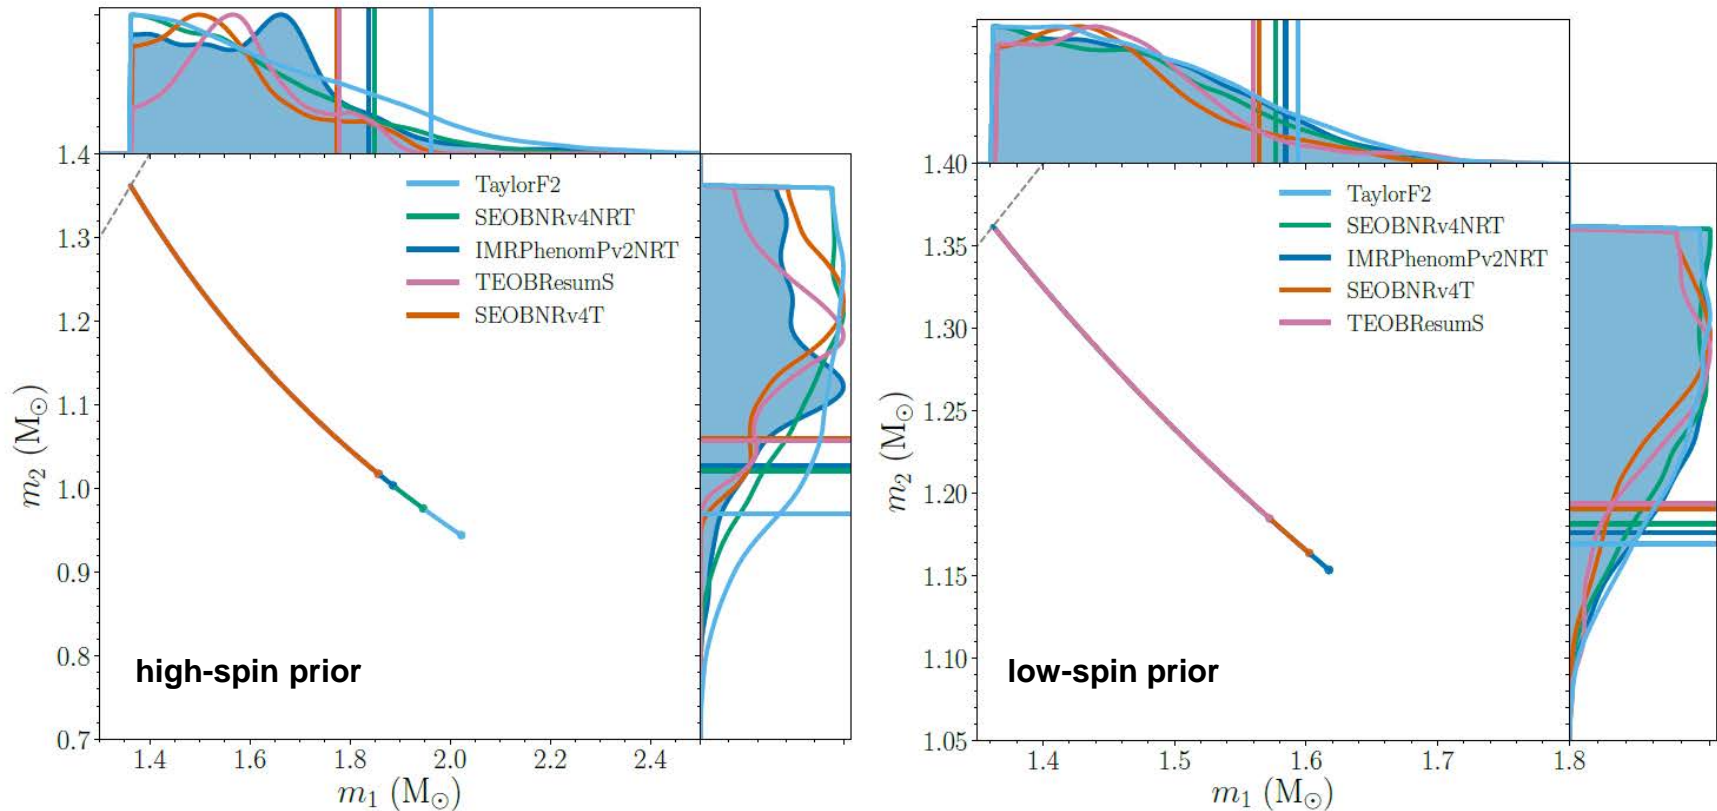 1.4
1.3
1.2
1.1
1.0
0.9
0.8
0.7
m₂ (M⊙)
TaylorF2
SEOBNRv4NRT
IMRPhenomPv2NRT
TEOBResumS
SEOBNRv4T
high-spin prior
1.4 1.6 1.8 2.0 2.2 2.4
m₁ (M⊙)
1.40
1.35
1.30
1.25
1.20
1.15
1.10
1.05
m₂ (M⊙)
TaylorF2
SEOBNRv4NRT
IMRPhenomPv2NRT
SEOBNRv4T
TEOBResumS
low-spin prior
1.4 1.5 1.6 1.7 1.8
m₁ (M⊙)